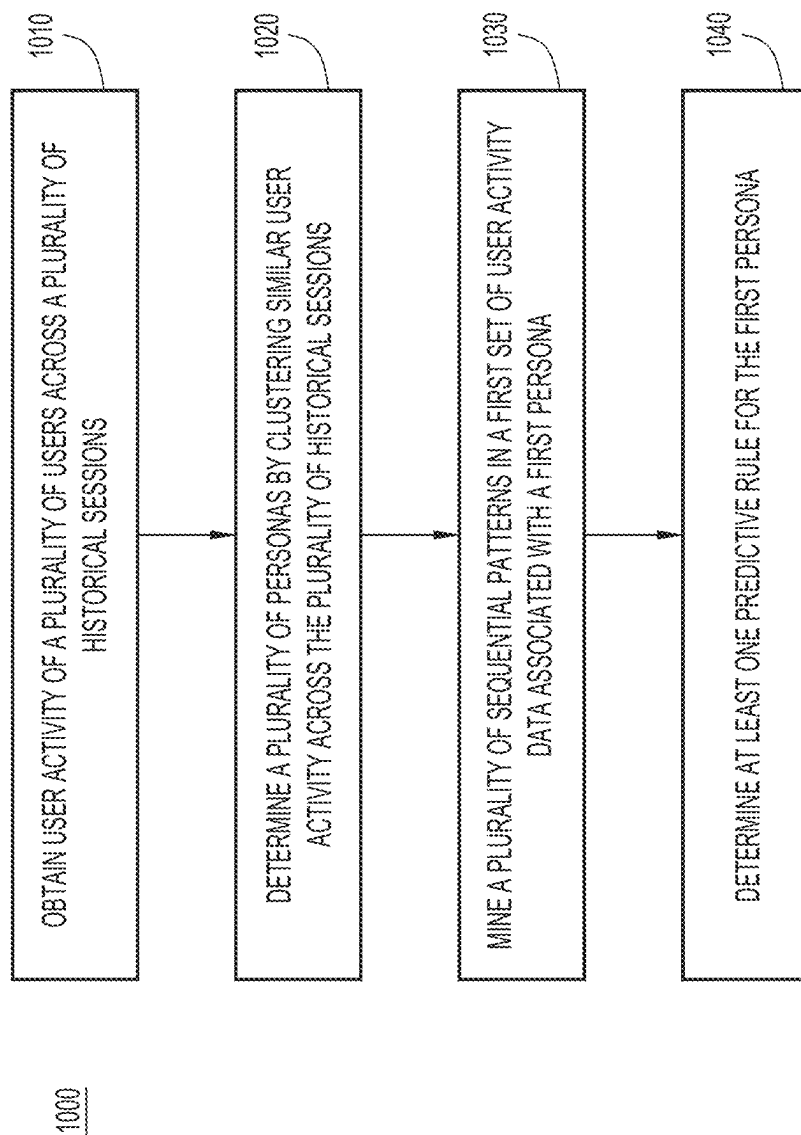 1000
OBTAIN USER ACTIVITY OF A PLURALITY OF USERS ACROSS A PLURALITY OF
HISTORICAL SESSIONS
1010
DETERMINE A PLURALITY OF PERSONAS BY CLUSTERING SIMILAR USER
ACTIVITY ACROSS THE PLURALITY OF HISTORICAL SESSIONS
1020
MINE A PLURALITY OF SEQUENTIAL PATTERNS IN A FIRST SET OF USER ACTIVITY
DATA ASSOCIATED WITH A FIRST PERSONA
1030
DETERMINE AT LEAST ONE PREDICTIVE RULE FOR THE FIRST PERSONA
1040